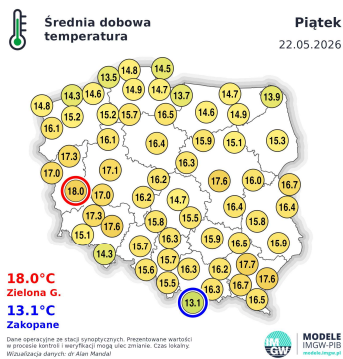 Średnia dobowa
temperatura
Piątek
22.05.2026
14.8 14.5
13.5
14.9 14.7
14.3 14.6 13.7 14.7 13.9
14.8
15.2 15.2 15.7 16.5 14.6 14.9
16.1
16.1 16.4 15.9 15.1 15.3
17.3
16.3
17.0 17.1
16.2 17.6 16.0 16.7
18.0 17.0
16.2 14.7
17.3 15.8 15.5 16.4 15.8 16.4
17.6
15.1 16.3 15.9 16.5 15.9
15.7
14.3 15.7
15.6 16.3 16.2 17.7
15.5 17.6
16.3 16.7
13.1 16.5
18.0°C
Zielona G.
13.1°C
Zakopane
Dane operacyjne ze stacji synoptycznych. Prezentowane wartości
w procesie kontroli i weryfikacji mogą ulec zmianie. Czas lokalny.
Wizualizacja danych: dr Alan Mandal
IM
GW
MODELE
IMGW-PIB
modele.imgw.pl